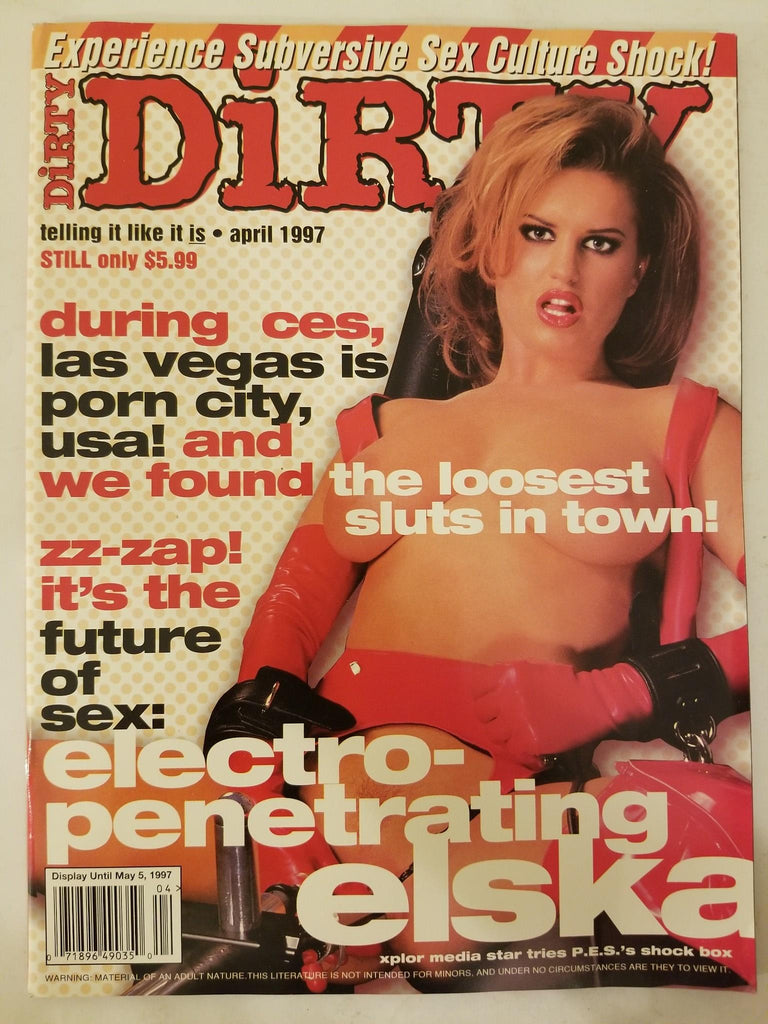 Experience Subversive Sex Culture Shock!
DiRTY
DiRTY
telling it like it is • april 1997
STILL only $5.99
during ces,
las vegas is
porn city,
usa! and
we found the loosest
sluts in town!
zz-zap!
it's the
future
of
sex:
electro-
penetrating
elska
xplor media star tries P.E.S.'s shock box
Display Until May 5, 1997
04 >
0 71896 49035 0
WARNING: MATERIAL OF AN ADULT NATURE.THIS LITERATURE IS NOT INTENDED FOR MINORS. AND UNDER NO CIRCUMSTANCES ARE THEY TO VIEW IT.